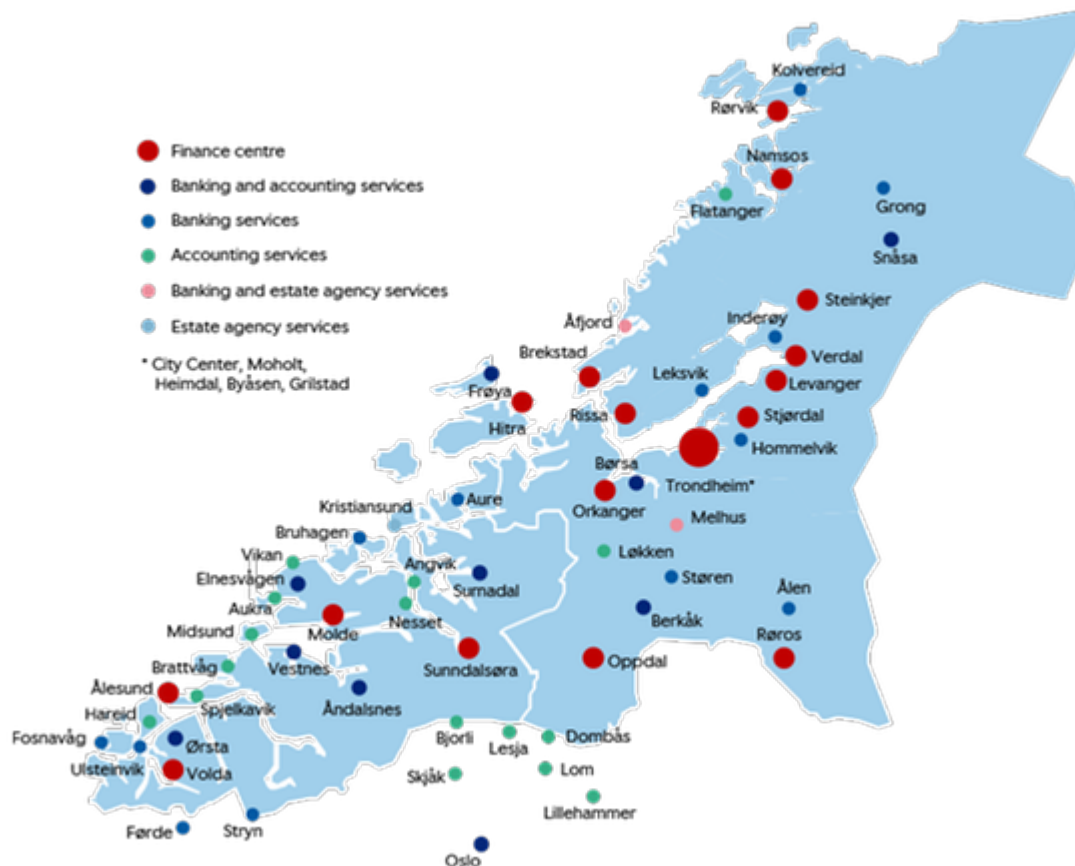 Kolvereid
Rørvik
Finance centre
Namsos
Banking and accounting services
Flatanger
Grong
Banking services
Snåsa
Accounting services
Banking and estate agency services
Steinkjer
Estate agency services
Åfjord
Inderøy
* City Center, Moholt,
Heimdal, Byåsen, Grilstad
Brekstad
Verdal
Leksvik
Levanger
Frøya
Rissa
Stjørdal
Hitra
Hommelvik
Børsa
Trondheim*
Kristiansund
Aure
Orkanger
Melhus
Bruhagen
Vikan
Angvik
Løkken
Elnesvågen
Surnadal
Støren
Ålen
Aukra
Nesset
Berkåk
Midsund
Molde
Røros
Brattvåg
Vestnes
Sunndalsøra
Oppdal
Ålesund
Spjelkavik
Åndalsnes
Hareid
Bjorli
Lesja
Dombås
Fosnavåg
Ørsta
Ulsteinvik
Volda
Skjåk
Lom
Lillehammer
Førde
Stryn
Oslo